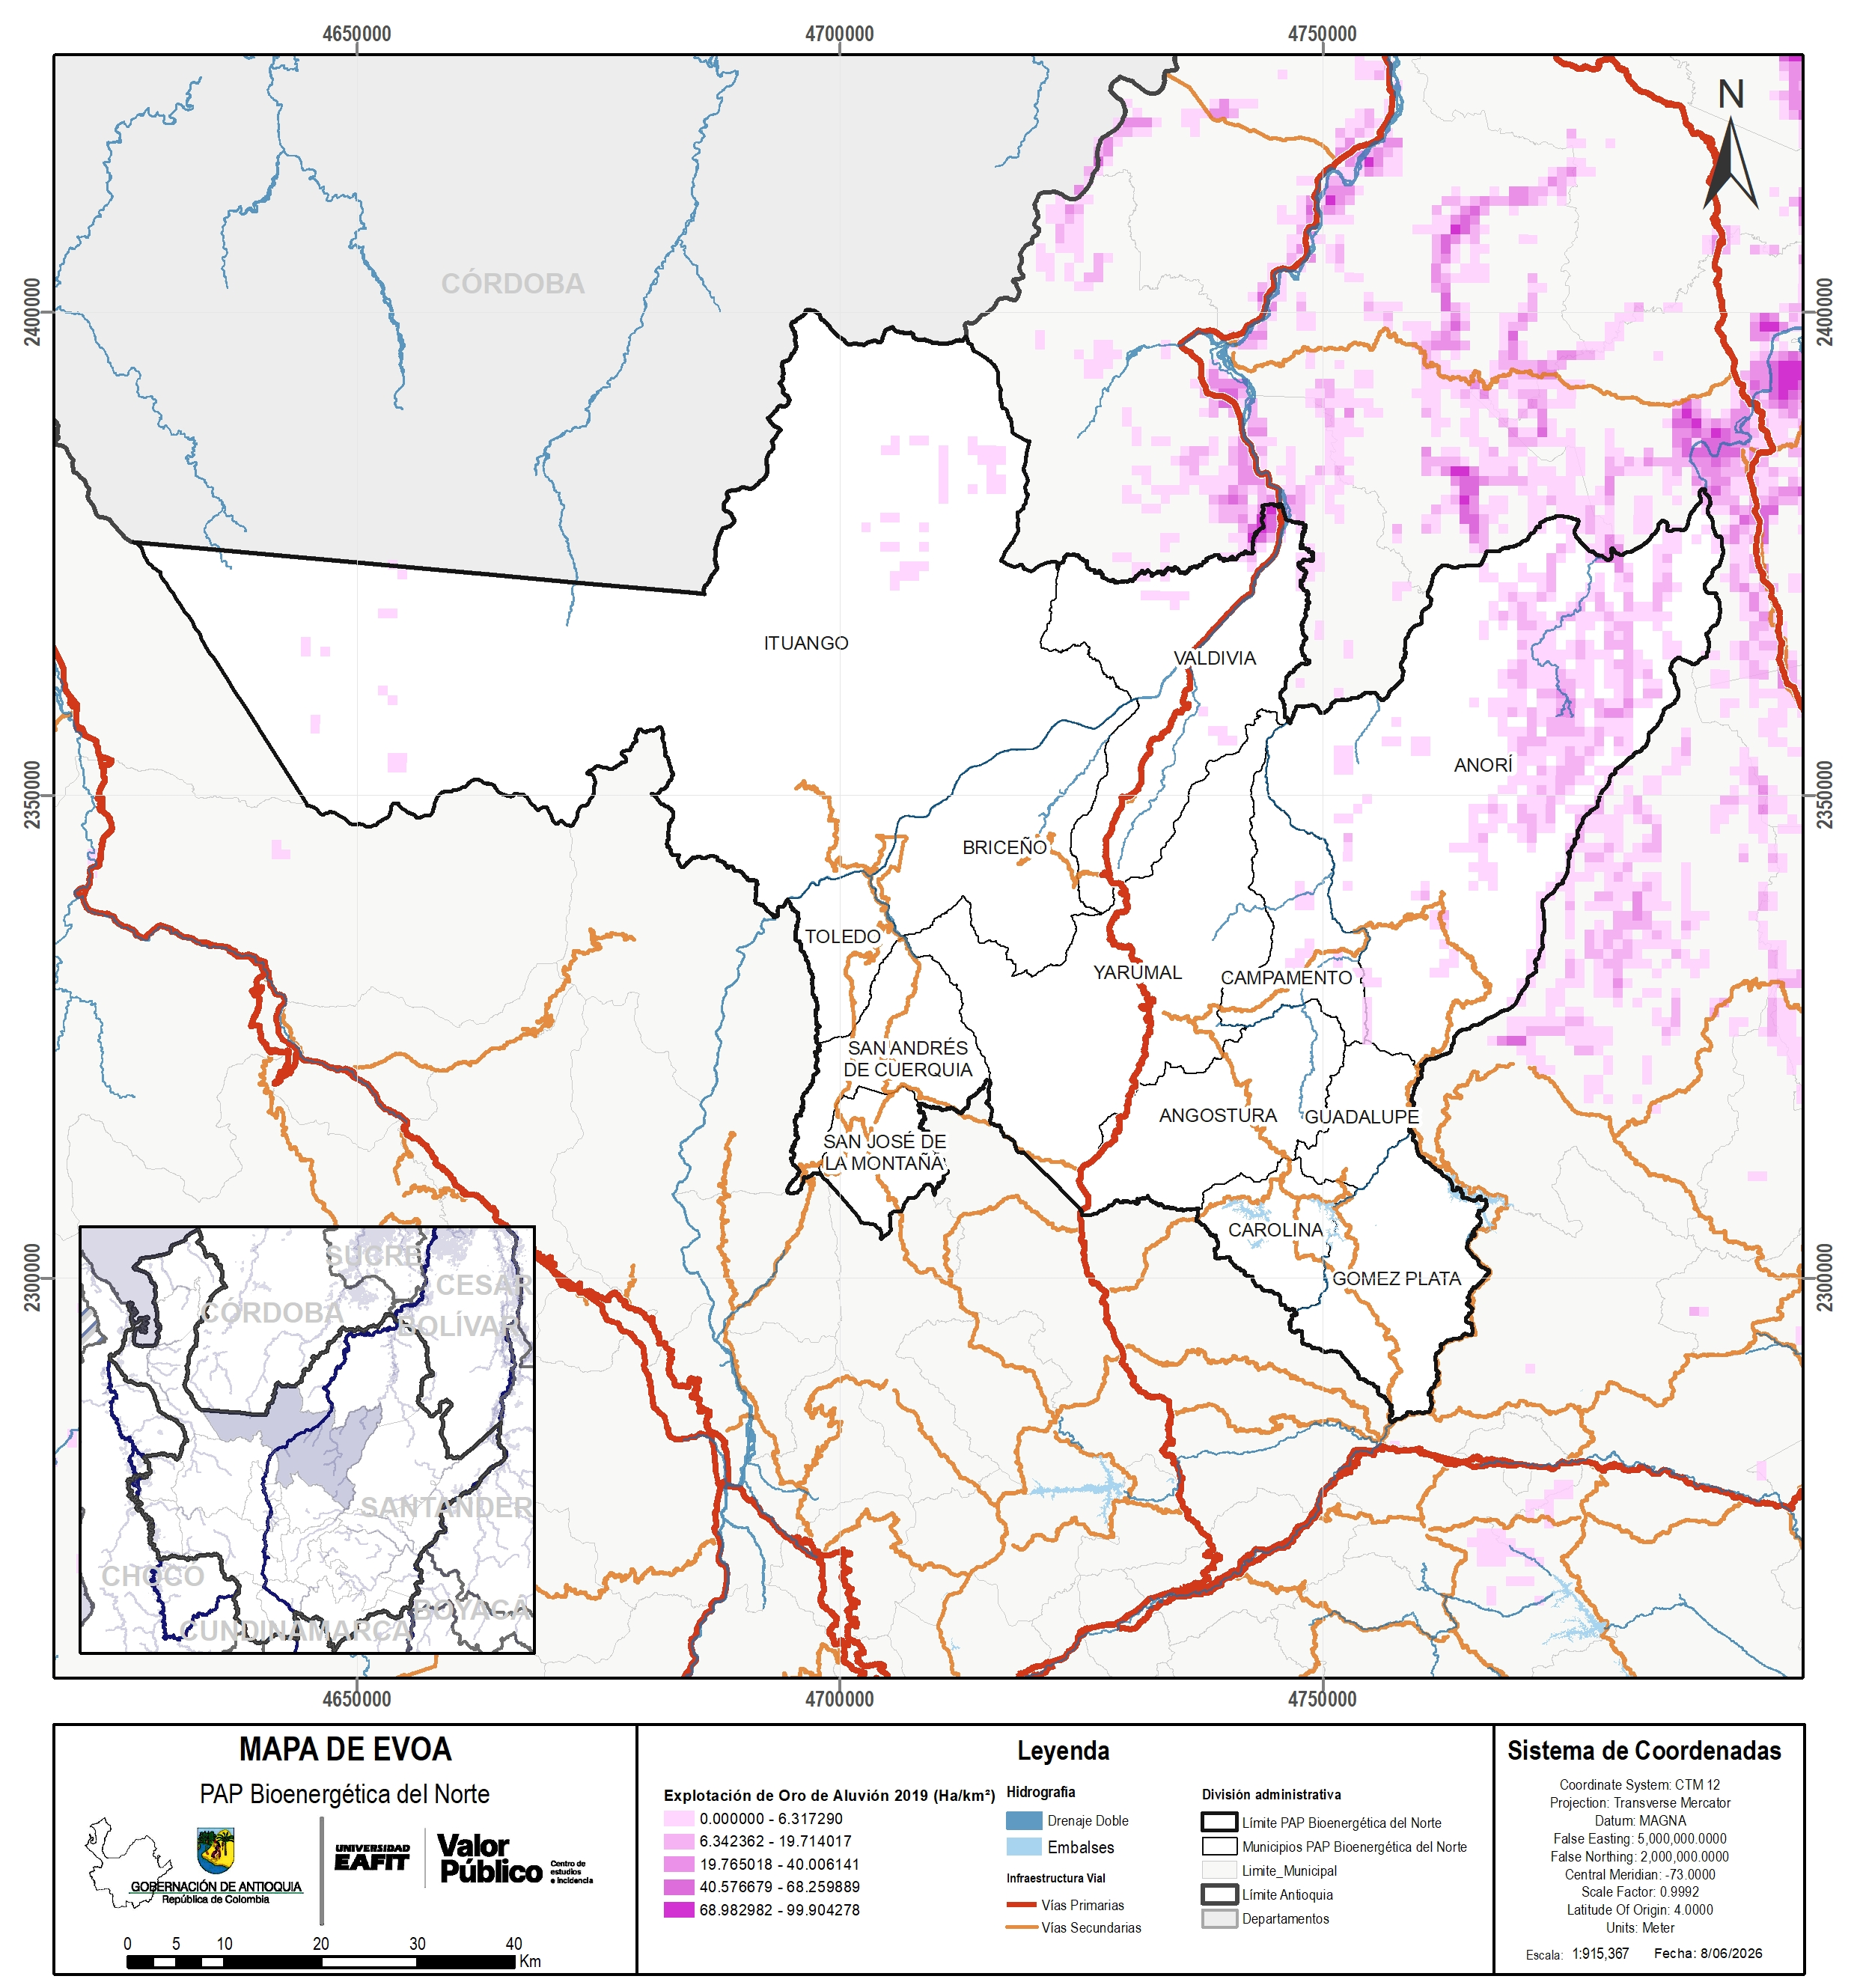 4650000
4700000
4750000
N
2400000
2400000
CÓRDOBA
ITUANGO
VALDIVIA
ANORÍ
2350000
2350000
BRICEÑO
TOLEDO
YARUMAL
CAMPAMENTO
SAN ANDRÉS
DE CUERQUIA
ANGOSTURA
GUADALUPE
SAN JOSÉ DE
LA MONTAÑA
CAROLINA
GOMEZ PLATA
2300000
2300000
SUCRE
CESAR
CÓRDOBA
BOLÍVAR
SANTANDER
CHOCÓ
BOYACÁ
CUNDINAMARCA
4650000
4700000
4750000
MAPA DE EVOA
PAP Bioenergética del Norte
GOBERNACIÓN DE ANTIOQUIA
República de Colombia
UNIVERSIDAD
EAFIT
Valor
Público
Centro de
estudios
e incidencia
0 5 10 20 30 40
Km
Leyenda
Explotación de Oro de Aluvión 2019 (Ha/km²)
0.000000 - 6.317290
6.342362 - 19.714017
19.765018 - 40.006141
40.576679 - 68.259889
68.982982 - 99.904278
Hidrografia
Drenaje Doble
Embalses
Infraestructura Vial
Vías Primarias
Vías Secundarias
División administrativa
Límite PAP Bioenergética del Norte
Municipios PAP Bioenergética del Norte
Limite_Municipal
Límite Antioquia
Departamentos
Sistema de Coordenadas
Coordinate System: CTM 12
Projection: Transverse Mercator
Datum: MAGNA
False Easting: 5,000,000.0000
False Northing: 2,000,000.0000
Central Meridian: -73.0000
Scale Factor: 0.9992
Latitude Of Origin: 4.0000
Units: Meter
Escala: 1:915,367 Fecha: 8/06/2026